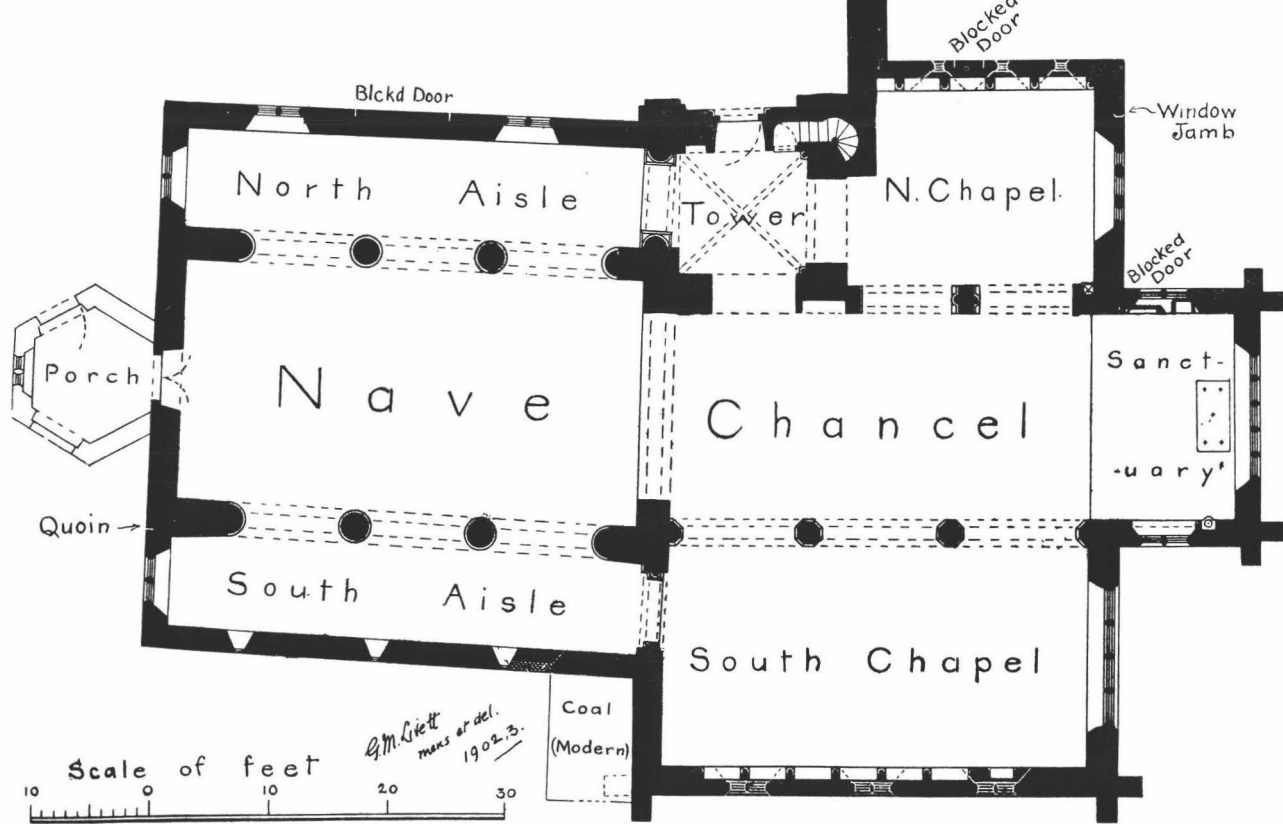 Blocked
Door
Blckd Door
Window
Jamb
North Aisle
Tower
N. Chapel
Blocked
Door
Porch
Nave
Chancel
Sanct-
-uary
Quoin
South Aisle
South Chapel
Coal
(Modern)
G.M. Livett
mens et del.
1902,3.
Scale of feet
10 0 10 20 30